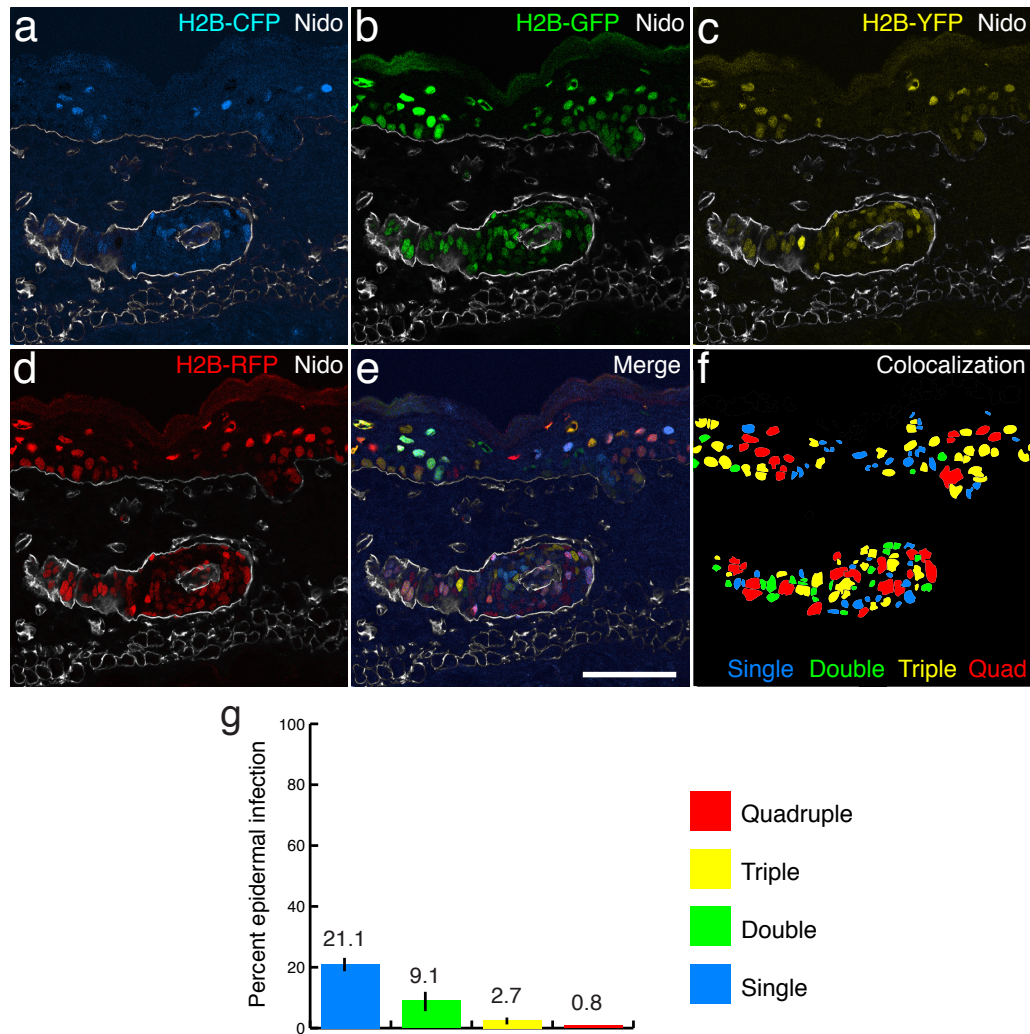 a H2B-CFP Nido
b H2B-GFP Nido
c H2B-YFP Nido
d H2B-RFP Nido
e Merge
f Colocalization
Single Double Triple Quad
g
Percent epidermal infection
100
80
60
40
20
0
21.1
9.1
2.7
0.8
Quadruple
Triple
Double
Single